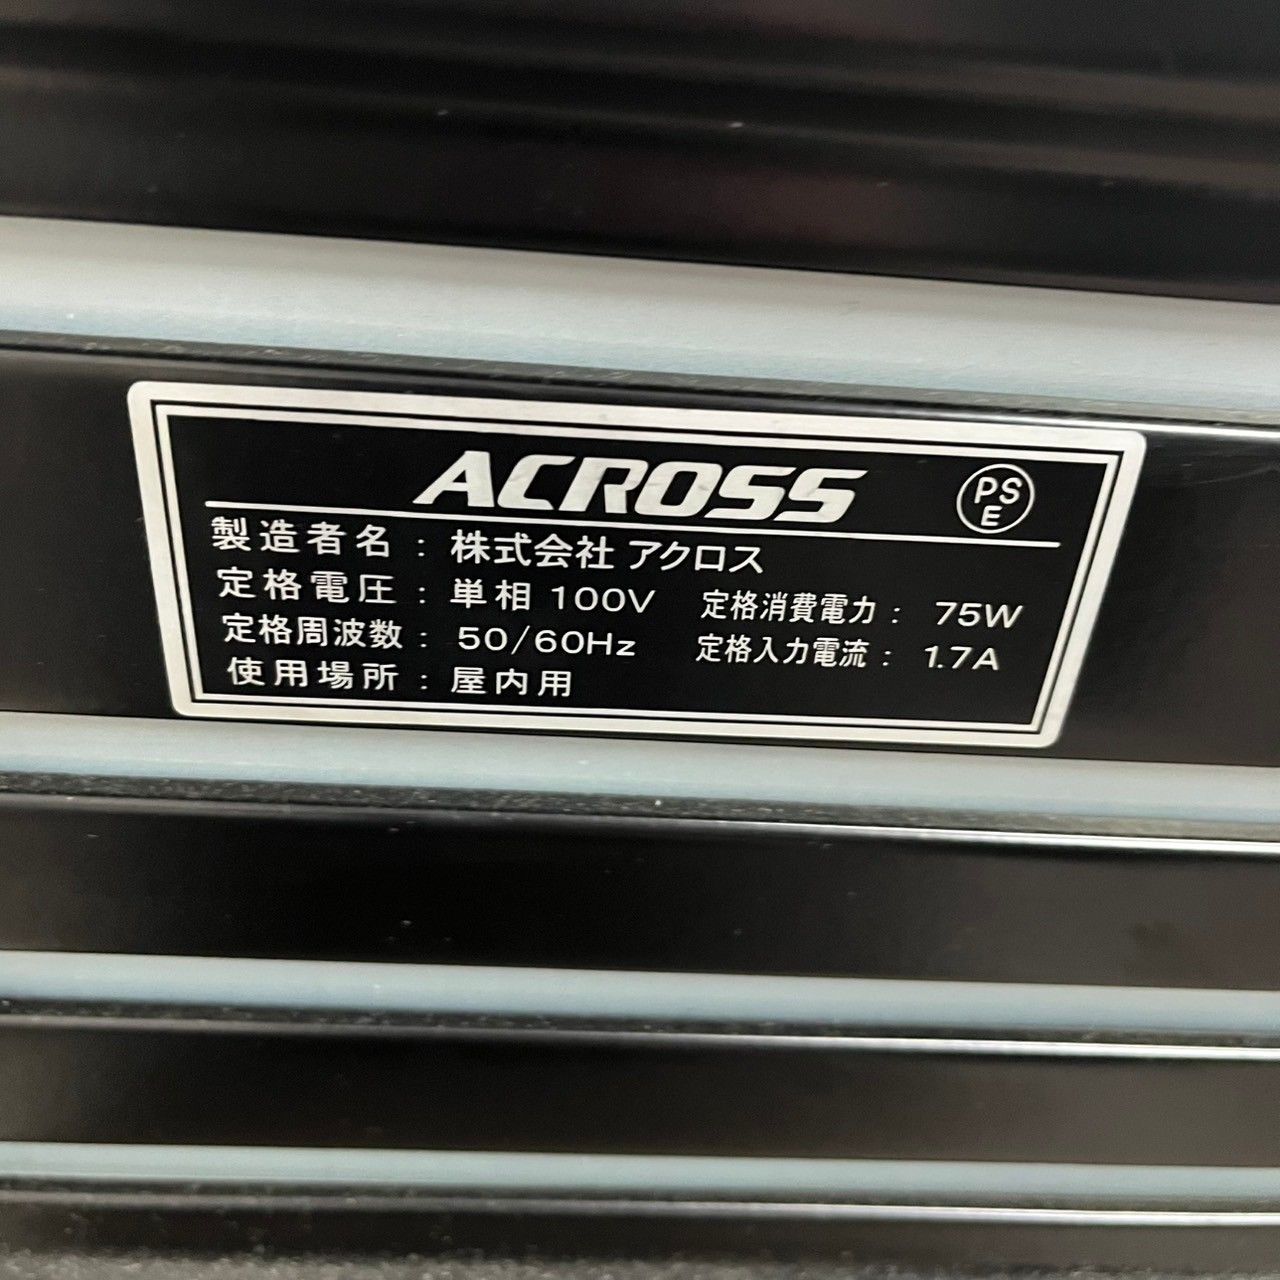 ACROSS
PS
E
製造者名 : 株式会社 アクロス
定格電圧 : 単相 100V 定格消費電力 : 75W
定格周波数 : 50/60Hz 定格入力電流 : 1.7A
使用場所 : 屋内用